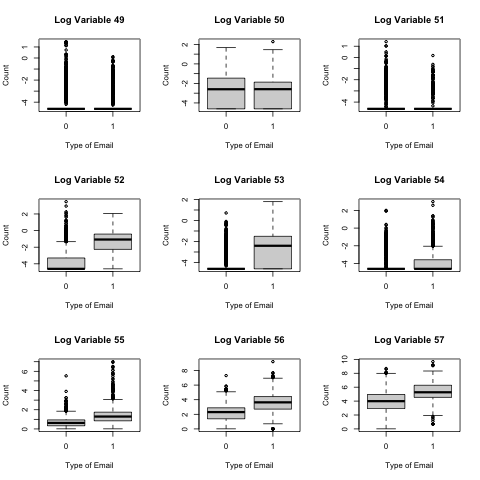 Log Variable 49
Count
1
0
-2
-4
0
1
Type of Email
Log Variable 50
Count
2
0
-2
-4
0
1
Type of Email
Log Variable 51
Count
1
0
-2
-4
0
1
Type of Email
Log Variable 52
Count
2
0
-2
-4
0
1
Type of Email
Log Variable 53
Count
2
0
-2
-4
0
1
Type of Email
Log Variable 54
Count
2
0
-2
-4
0
1
Type of Email
Log Variable 55
Count
6
4
2
0
0
1
Type of Email
Log Variable 56
Count
8
6
4
2
0
0
1
Type of Email
Log Variable 57
Count
10
8
6
4
2
0
0
1
Type of Email